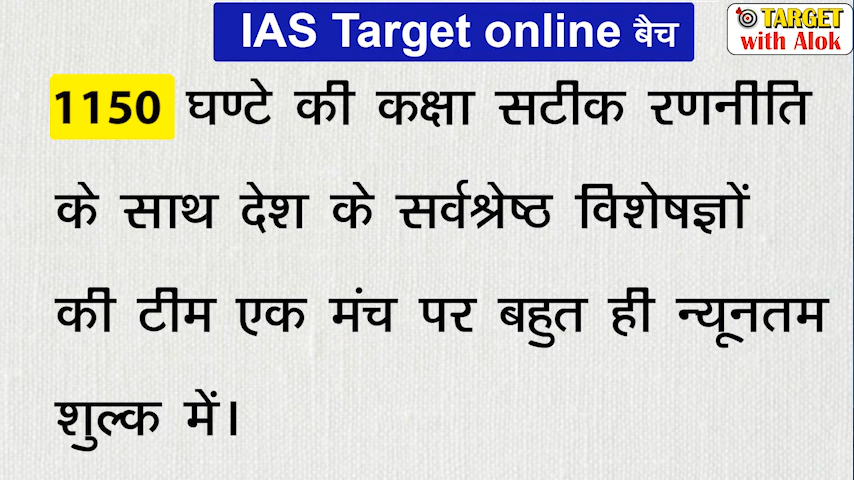 IAS Target online बैच
TARGET
with Alok
1150 घण्टे की कक्षा सटीक रणनीति
के साथ देश के सर्वश्रेष्ठ विशेषज्ञों
की टीम एक मंच पर बहुत ही न्यूनतम
शुल्क में।